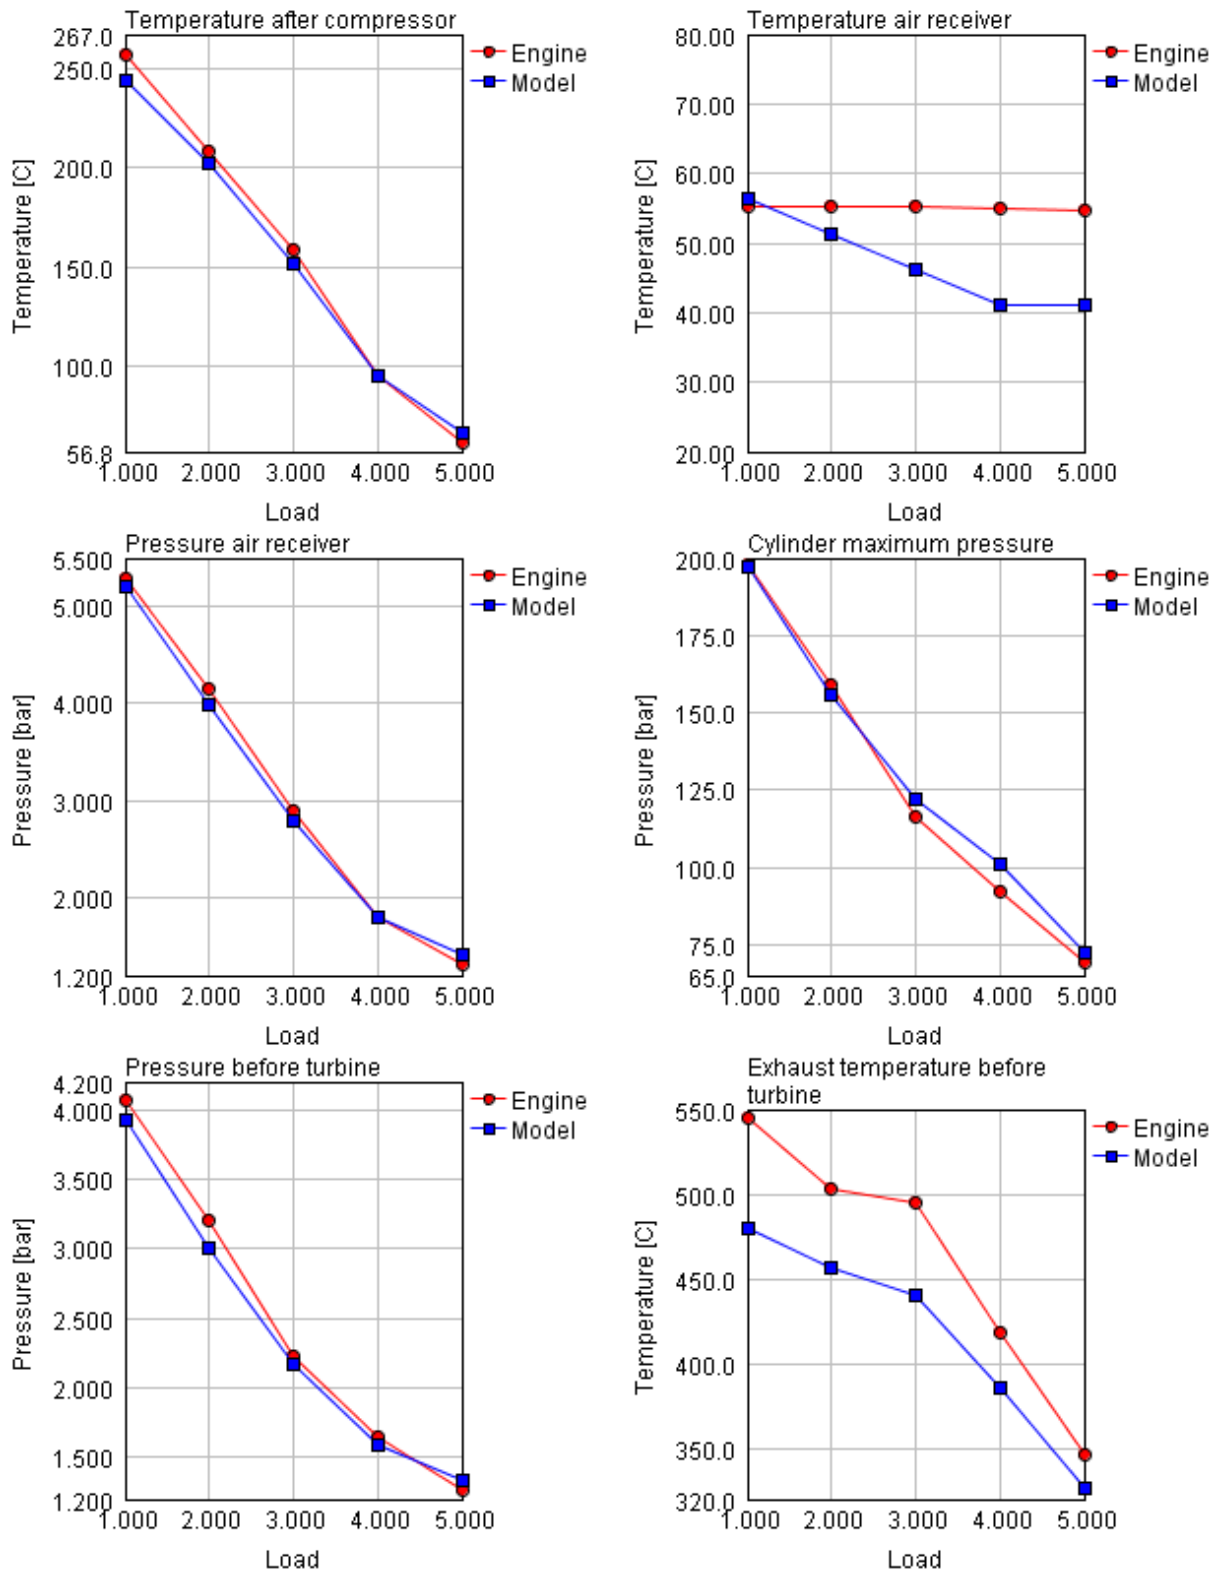 Temperature after compressor
267.0
250.0
200.0
150.0
100.0
56.8
Temperature [C]
1.000 2.000 3.000 4.000 5.000
Load
Engine
Model
Temperature air receiver
80.00
70.00
60.00
50.00
40.00
30.00
20.00
Temperature [C]
1.000 2.000 3.000 4.000 5.000
Load
Engine
Model
Pressure air receiver
5.500
5.000
4.000
3.000
2.000
1.200
Pressure [bar]
1.000 2.000 3.000 4.000 5.000
Load
Engine
Model
Cylinder maximum pressure
200.0
175.0
150.0
125.0
100.0
75.0
65.0
Pressure [bar]
1.000 2.000 3.000 4.000 5.000
Load
Engine
Model
Pressure before turbine
4.200
4.000
3.500
3.000
2.500
2.000
1.500
1.200
Pressure [bar]
1.000 2.000 3.000 4.000 5.000
Load
Engine
Model
Exhaust temperature before
turbine
550.0
500.0
450.0
400.0
350.0
320.0
Temperature [C]
1.000 2.000 3.000 4.000 5.000
Load
Engine
Model